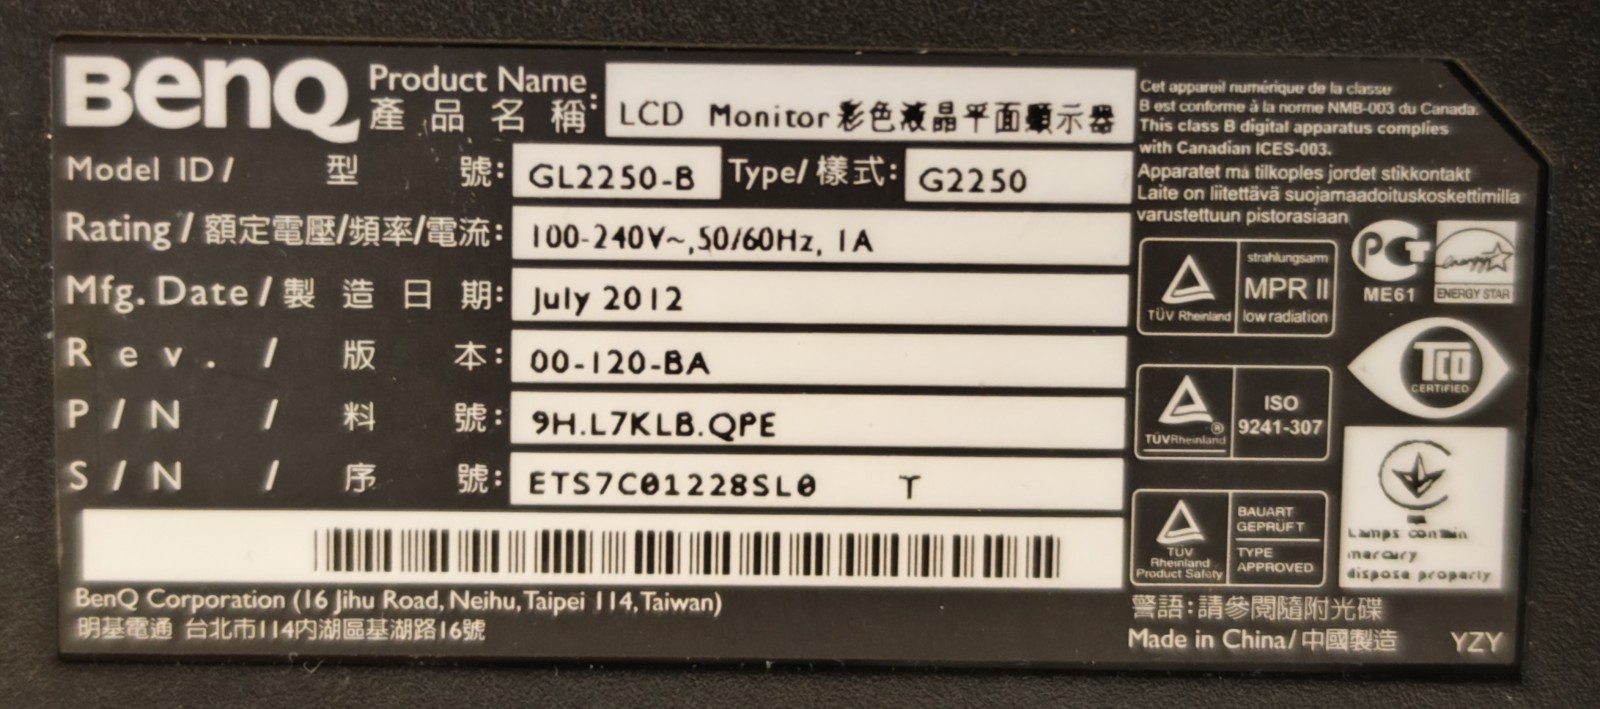 BenQ
Product Name
產品名稱: LCD Monitor 彩色液晶平面顯示器
Model ID / 型號: GL2250-B Type/ 樣式: G2250
Rating / 額定電壓/頻率/電流: 100-240V~,50/60Hz, 1A
Mfg. Date / 製造日期: July 2012
Rev. / 版本: 00-120-BA
P/N / 料號: 9H.L7KLB.QPE
S/N / 序號: ETS7C01228SL0 T
BenQ Corporation (16 Jihu Road, Neihu, Taipei 114, Taiwan)
明基電通 台北市114內湖區基湖路16號
Cet appareil numérique de la classe
B est conforme à la norme NMB-003 du Canada.
This class B digital apparatus complies
with Canadian ICES-003.
Apparatet må tilkoples jordet stikkontakt
Laite on liitettävä suojamaadoituskoskettimilla
varustettuun pistorasiaan
TÜV Rheinland
strahlungsarm
MPR II
low radiation
PCT
ME61
energy
ENERGY STAR
TÜVRheinland®
ISO
9241-307
TCO
CERTIFIED
TÜV
Rheinland
Product Safety
BAUART
GEPRÜFT
TYPE
APPROVED
Lamps contain
mercury
dispose properly
警語:請參閱隨附光碟
Made in China/中國製造 YZY